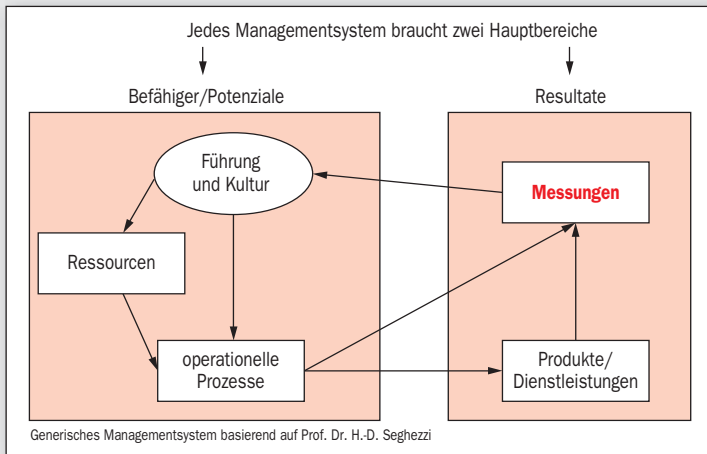 Jedes Managementsystem braucht zwei Hauptbereiche
Befähiger/Potenziale
Resultate
Führung
und Kultur
Messungen
Ressourcen
operationelle
Prozesse
Produkte/
Dienstleistungen
Generisches Managementsystem basierend auf Prof. Dr. H.-D. Seghezzi